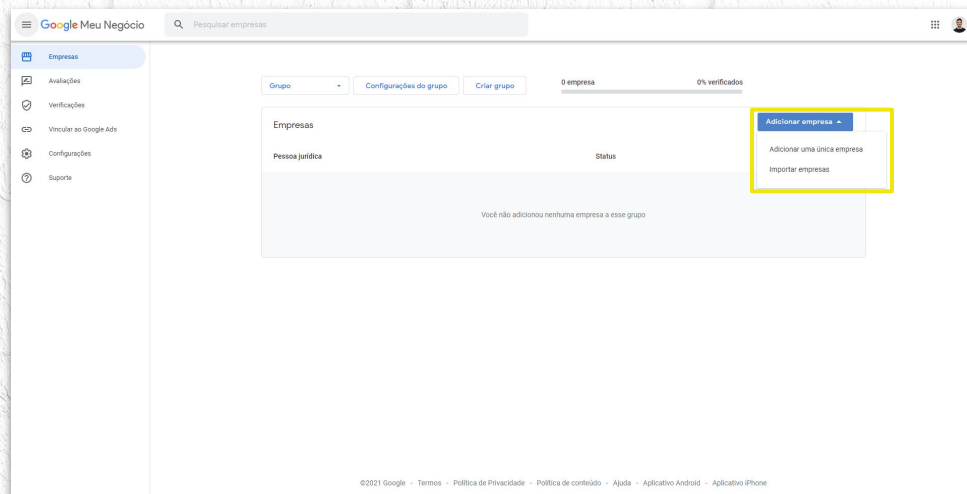 Google Meu Negócio
Pesquisar empresas
Empresas
Avaliações
Verificações
Vincular ao Google Ads
Configurações
Suporte
Grupo
Configurações do grupo
Criar grupo
0 empresa
0% verificados
Empresas
Adicionar empresa
Adicionar uma única empresa
Importar empresas
Pessoa jurídica
Status
Você não adicionou nenhuma empresa a esse grupo
©2021 Google - Termos - Política de Privacidade - Política de conteúdo - Ajuda - Aplicativo Android - Aplicativo iPhone